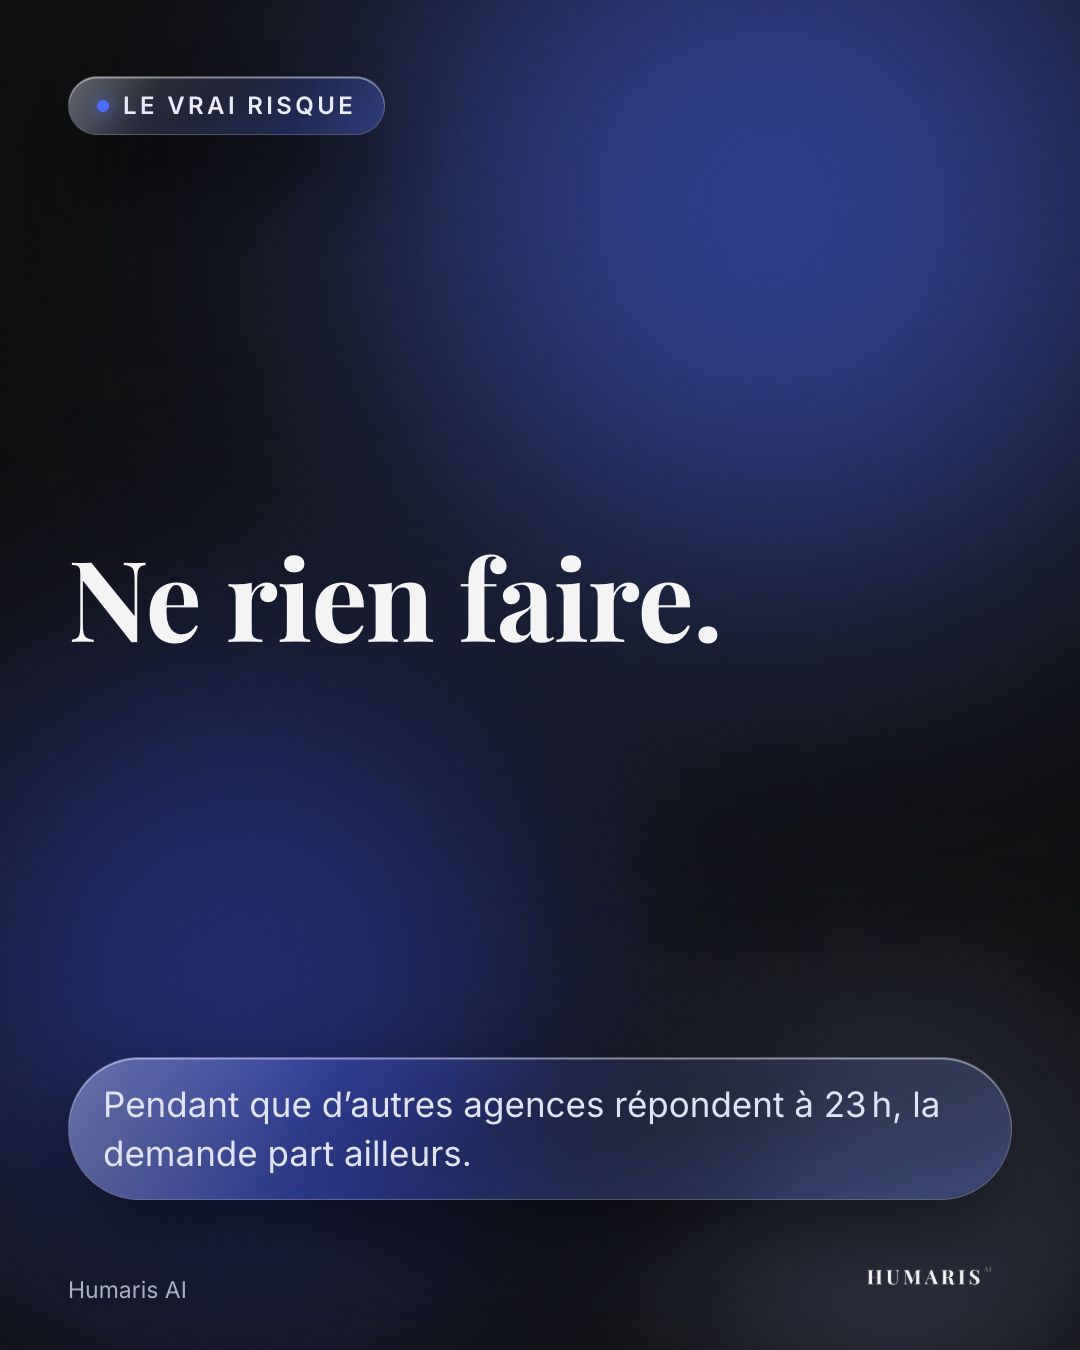 LE VRAI RISQUE
Ne rien faire.
Pendant que d’autres agences répondent à 23 h, la
demande part ailleurs.
Humaris AI
HUMARIS AI